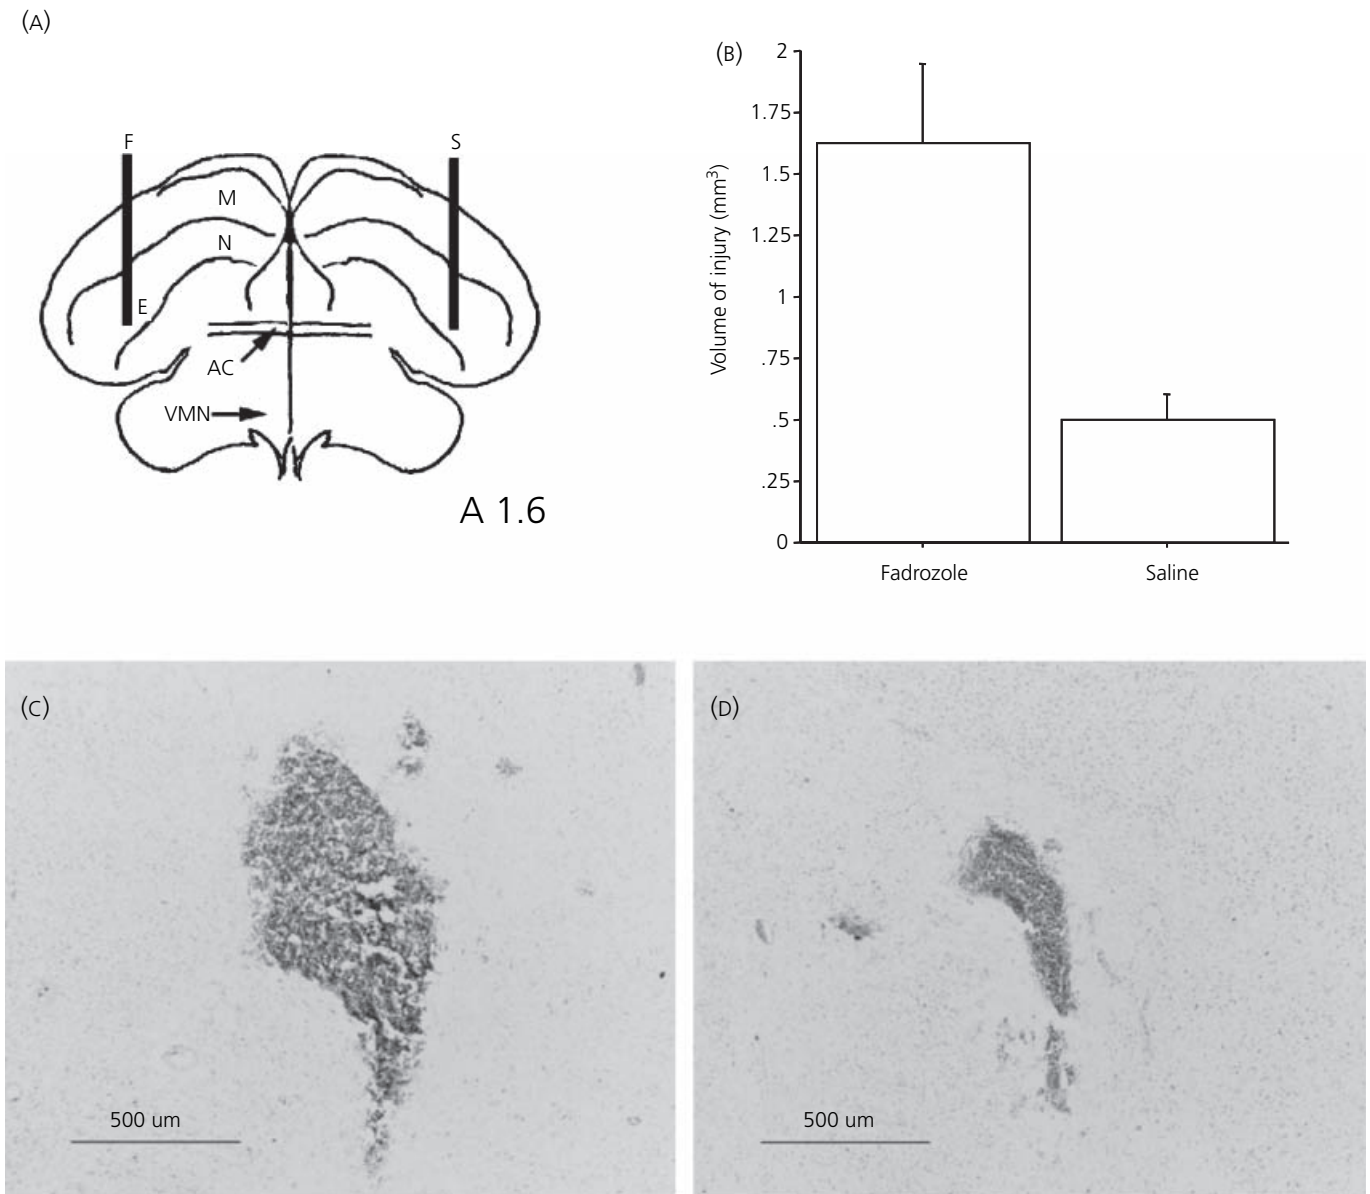 (A)
F
S
M
N
E
AC
VMN
A 1.6
(B)
Volume of injury (mm³)
2
1.75
1.5
1.25
1
.75
.5
.25
0
Fadrozole
Saline
(C)
500 um
(D)
500 um